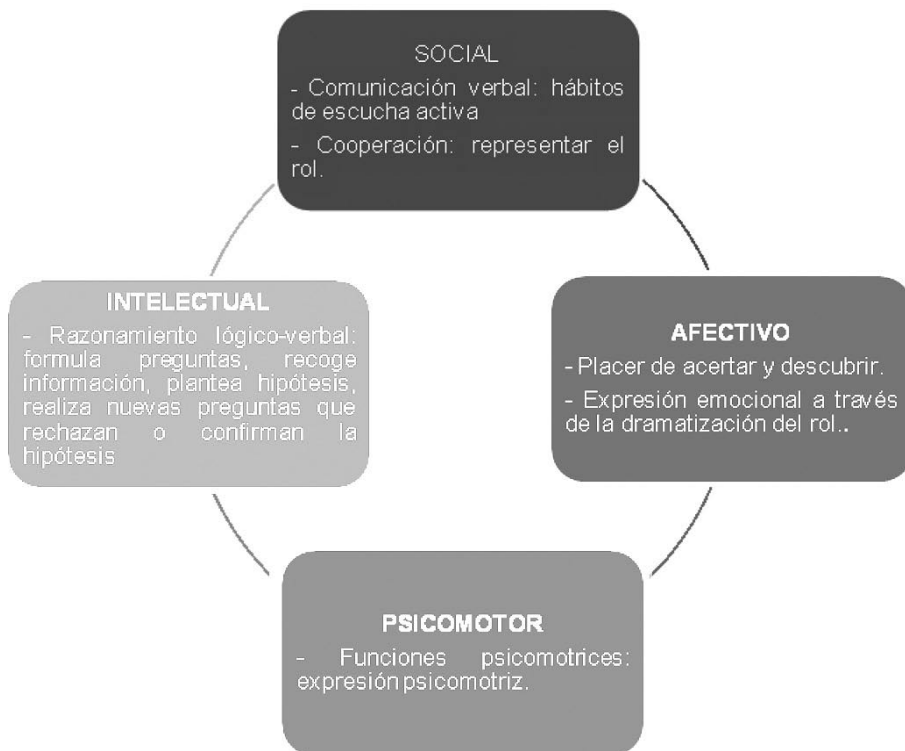 SOCIAL
- Comunicación verbal: hábitos
de escucha activa
- Cooperación: representar el
rol.
INTELECTUAL
- Razonamiento lógico-verbal:
formula preguntas, recoge
información, plantea hipótesis,
realiza nuevas preguntas que
rechazan o confirman la
hipótesis
AFECTIVO
- Placer de acertar y descubrir.
- Expresión emocional a través
de la dramatización del rol..
PSICOMOTOR
- Funciones psicomotrices:
expresión psicomotriz.